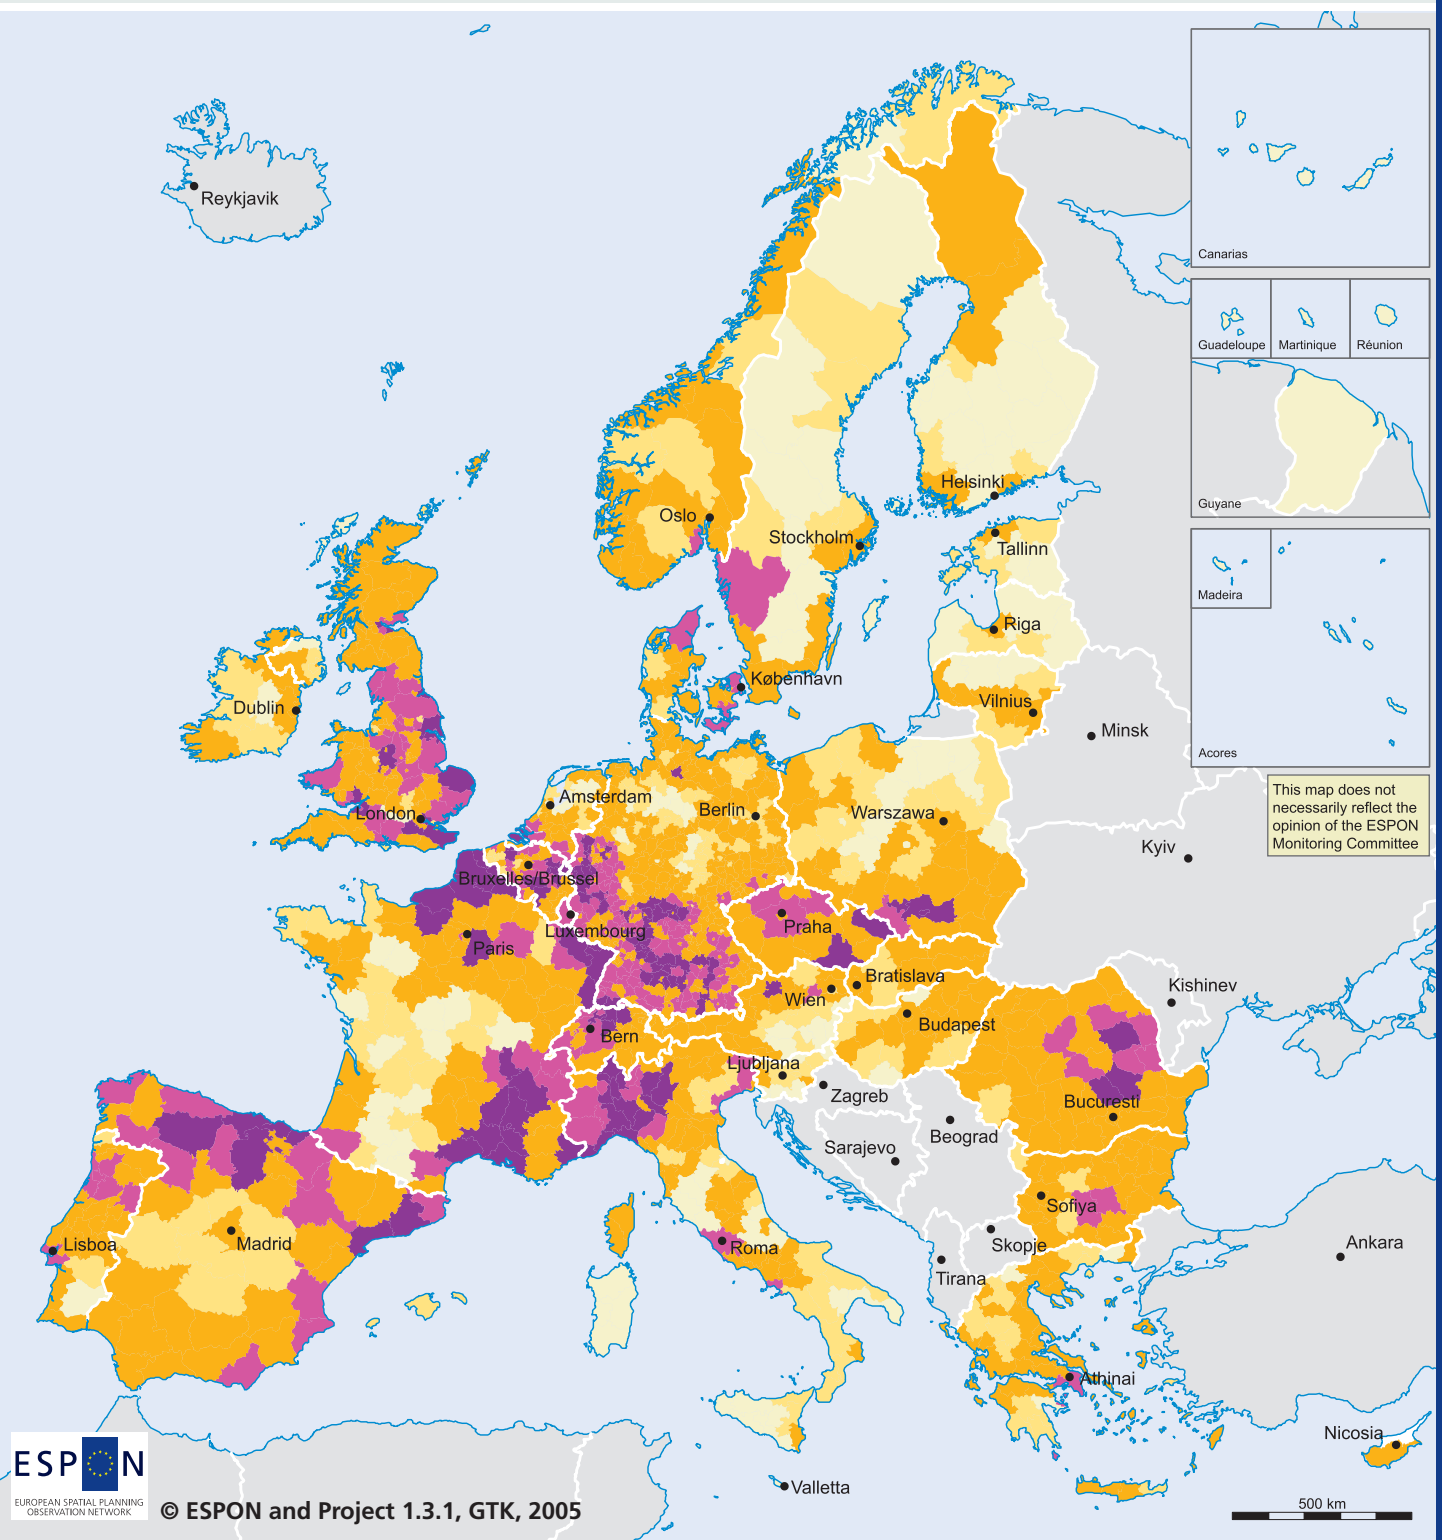 Reykjavik
Canarias
Guadeloupe
Martinique
Réunion
Guyane
Madeira
Acores
This map does not
necessarily reflect the
opinion of the ESPON
Monitoring Committee
Helsinki
Oslo
Stockholm
Tallinn
Riga
København
Vilnius
Dublin
Minsk
Amsterdam
London
Berlin
Warszawa
Kyiv
Bruxelles/Brussel
Luxembourg
Praha
Paris
Bratislava
Wien
Kishinev
Budapest
Bern
Ljubljana
Zagreb
Bucuresti
Beograd
Sarajevo
Sofiya
Lisboa
Madrid
Roma
Skopje
Ankara
Tirana
Athinai
Nicosia
Valletta
500 km
ESPON
EUROPEAN SPATIAL PLANNING
OBSERVATION NETWORK
© ESPON and Project 1.3.1, GTK, 2005